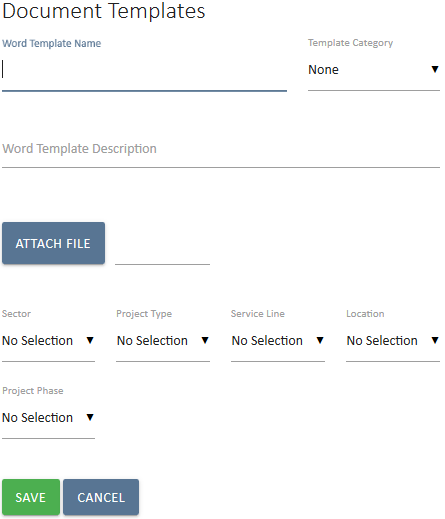 Document Templates
Word Template Name Template Category
None
Word Template Description
ATTACH FILE
Sector Project Type Service Line Location
No Selection No Selection No Selection No Selection
Project Phase
No Selection
SAVE CANCEL